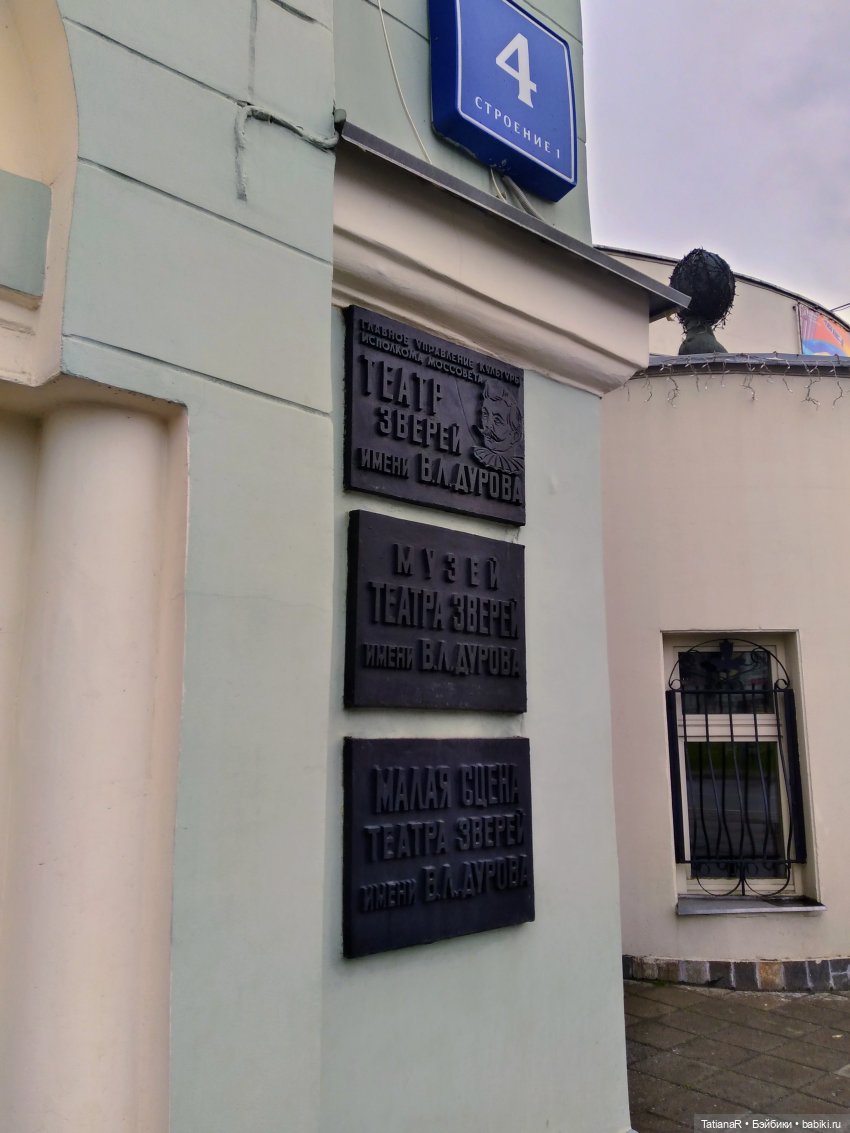 4
СТРОЕНИЕ 1
ГЛАВНОЕ УПРАВЛЕНИЕ КУЛЬТУРЫ
ИСПОЛКОМА МОССОВЕТА
ТЕАТР
ЗВЕРЕЙ
ИМЕНИ В.Л.ДУРОВА
МУЗЕЙ
ТЕАТРА ЗВЕРЕЙ
ИМЕНИ В.Л.ДУРОВА
МАЛАЯ СЦЕНА
ТЕАТРА ЗВЕРЕЙ
ИМЕНИ В.Л.ДУРОВА
TatianaR • Бэйбики • babiki.ru